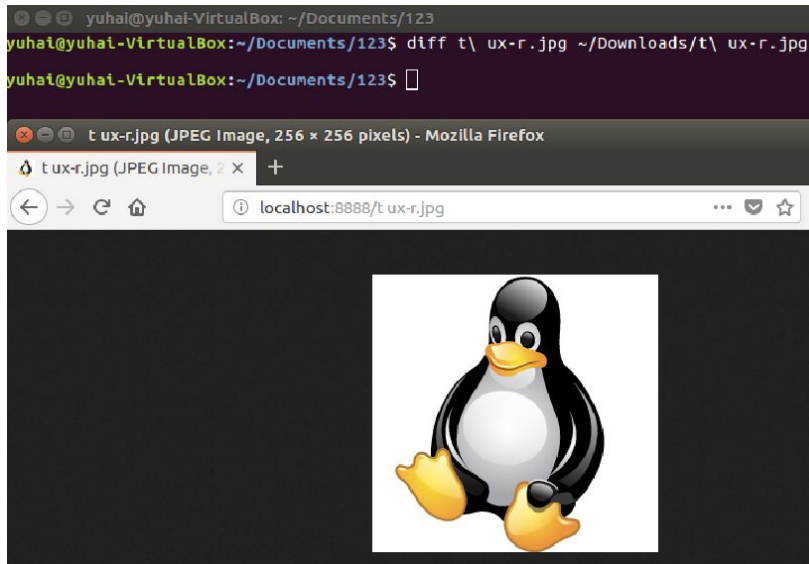 yuhai@yuhai-VirtualBox: ~/Documents/123
yuhai@yuhai-VirtualBox:~/Documents/123$ diff t\ ux-r.jpg ~/Downloads/t\ ux-r.jpg
yuhai@yuhai-VirtualBox:~/Documents/123$
t ux-r.jpg (JPEG Image, 256 × 256 pixels) - Mozilla Firefox
t ux-r.jpg (JPEG Image, 2
localhost:8888/t ux-r.jpg